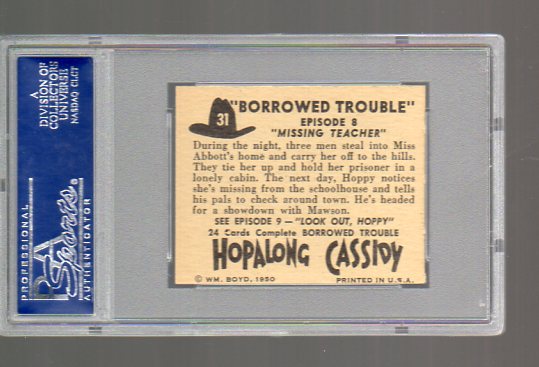 PROFESSIONAL
PSA
Sports
AUTHENTICATOR
A
DIVISION OF
COLLECTORS
UNIVERSE
NASDAQ CLCT
31
"BORROWED TROUBLE"
EPISODE 8
"MISSING TEACHER"
During the night, three men steal into Miss
Abbott's home and carry her off to the hills.
They tie her up and hold her prisoner in a
lonely cabin. The next day, Hoppy notices
she's missing from the schoolhouse and tells
his pals to check around town. He's headed
for a showdown with Mawson.
SEE EPISODE 9 — "LOOK OUT, HOPPY"
24 Cards Complete BORROWED TROUBLE
HOPALONG CASSIDY
© WM. BOYD, 1950 PRINTED IN U.S.A.